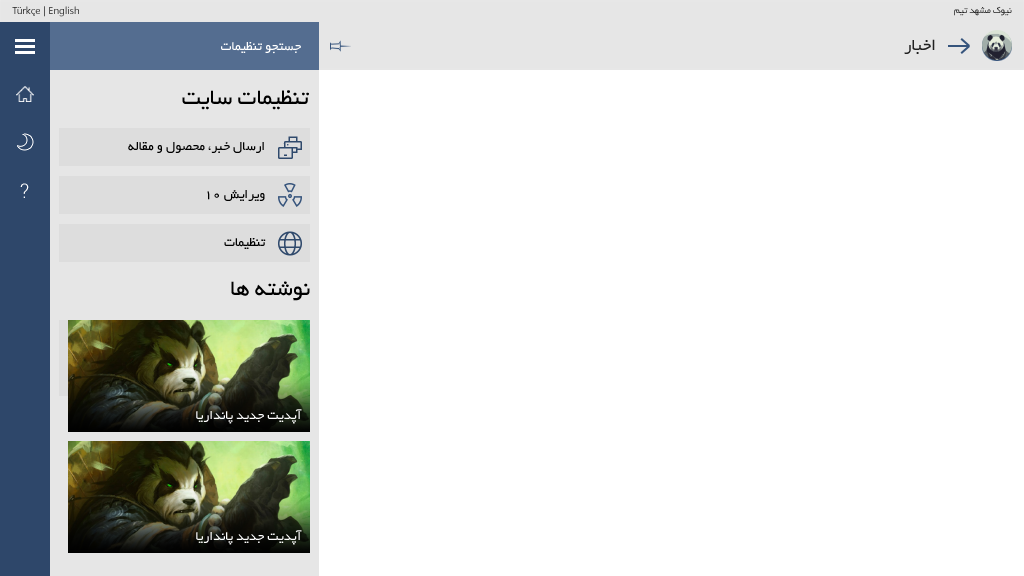 نیوک مشهد تیم
Türkçe | English
اخبار
جستجو تنظیمات
تنظیمات سایت
ارسال خبر، محصول و مقاله
ویرایش ۱۰
تنظیمات
نوشته ها
آپدیت جدید پانداریا
آپدیت جدید پانداریا